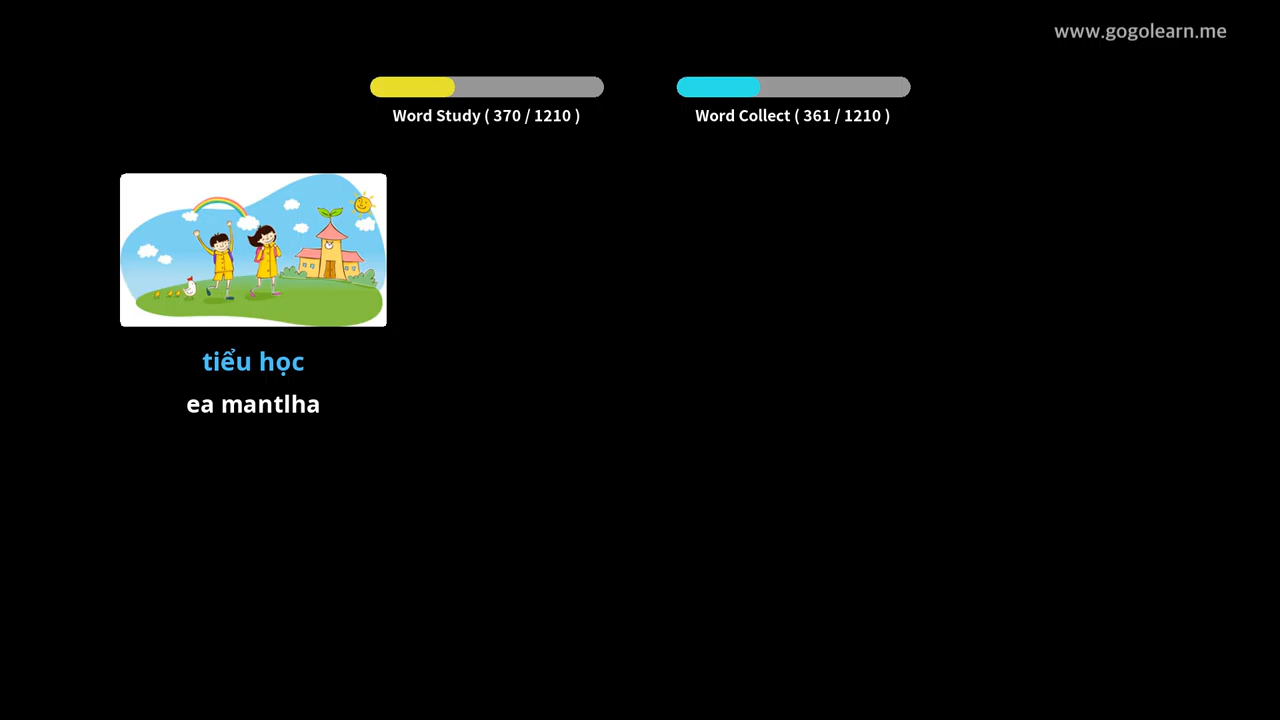 www.gogolearn.me
Word Study ( 370 / 1210 )
Word Collect ( 361 / 1210 )
tiểu học
ea mantlha